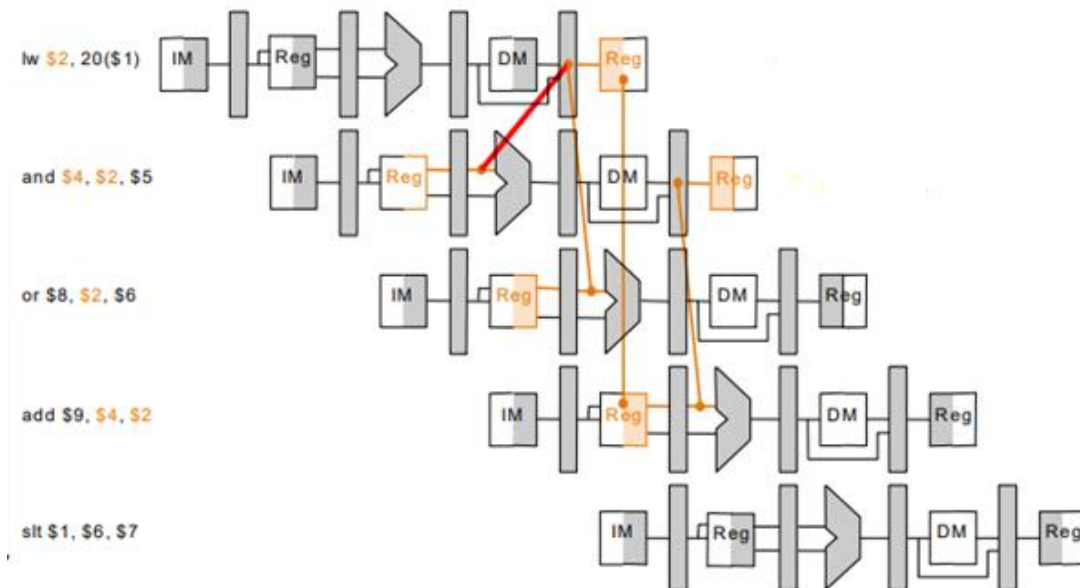 lw $2, 20($1) IM Reg DM Reg
and $4, $2, $5 IM Reg DM Reg
or $8, $2, $6 IM Reg DM Reg
add $9, $4, $2 IM Reg DM Reg
slt $1, $6, $7 IM Reg DM Reg